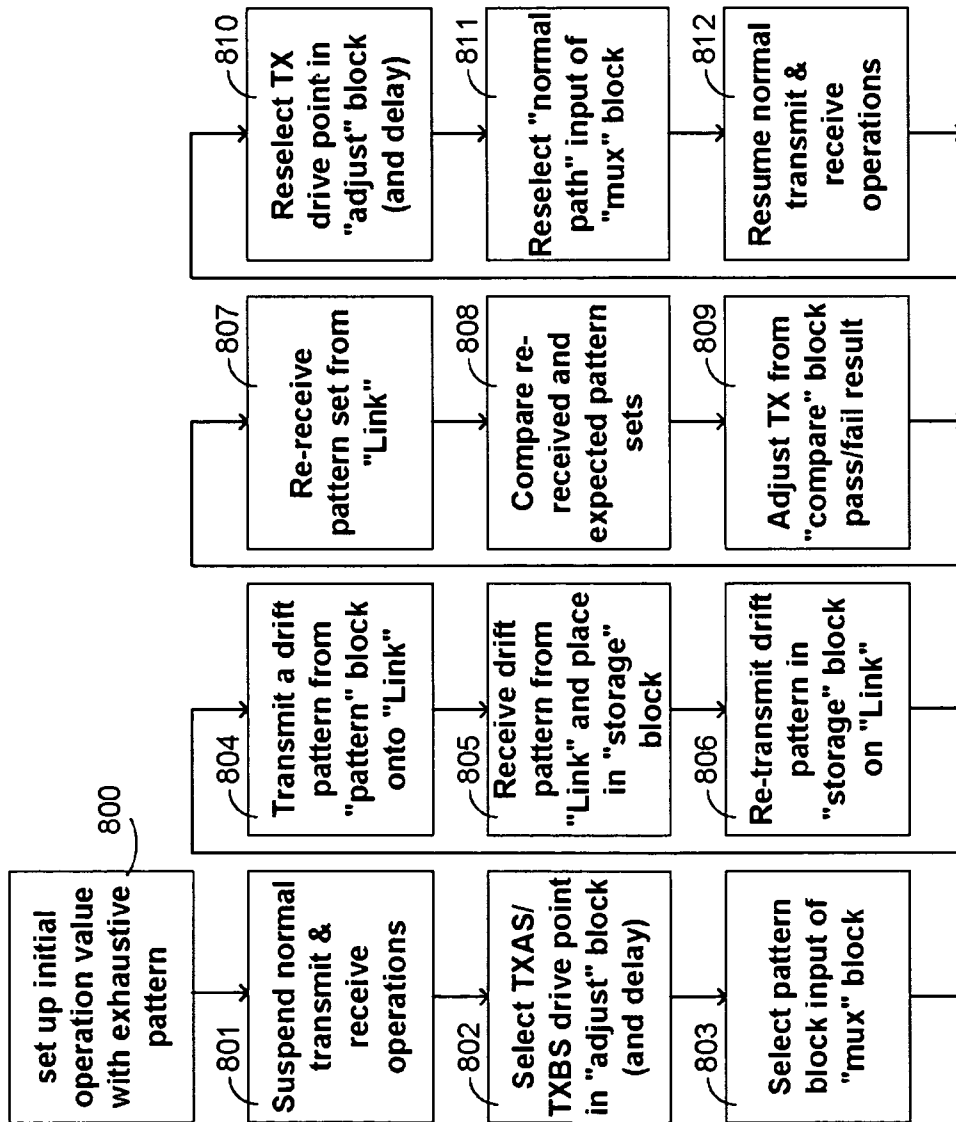 800
set up initial
operation value
with exhaustive
pattern
801
Suspend normal
transmit &
receive
operations
802
Select TXAS/
TXBS drive point
in "adjust" block
(and delay)
803
Select pattern
block input of
"mux" block
804
Transmit a drift
pattern from
"pattern" block
onto "Link"
805
Receive drift
pattern from
"Link" and place
in "storage"
block
806
Re-transmit drift
pattern in
"storage" block
on "Link"
807
Re-receive
pattern set from
"Link"
808
Compare re-
received and
expected pattern
sets
809
Adjust TX from
"compare" block
pass/fail result
810
Reselect TX
drive point in
"adjust" block
(and delay)
811
Reselect "normal
path" input of
"mux" block
812
Resume normal
transmit &
receive
operations